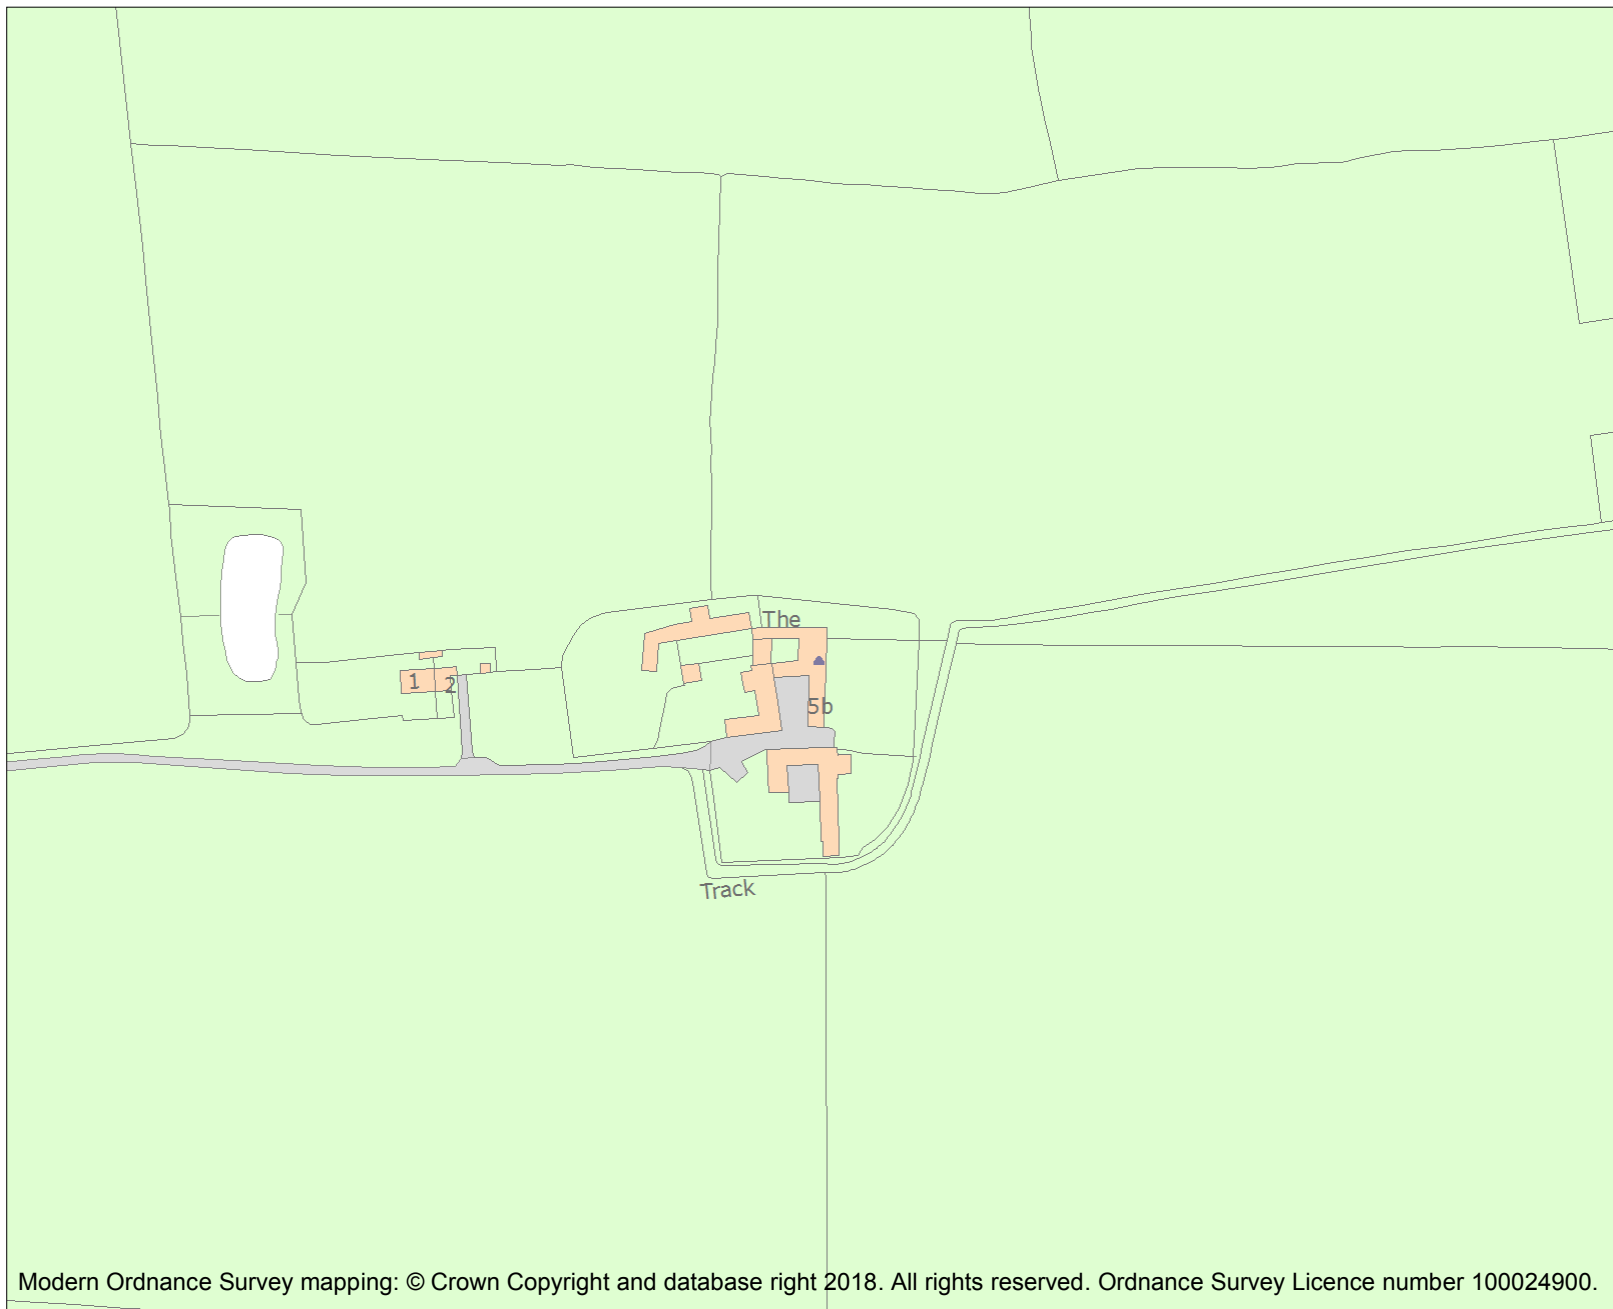 The
1
2
5b
Track
Modern Ordnance Survey mapping: © Crown Copyright and database right 2018. All rights reserved. Ordnance Survey Licence number 100024900.